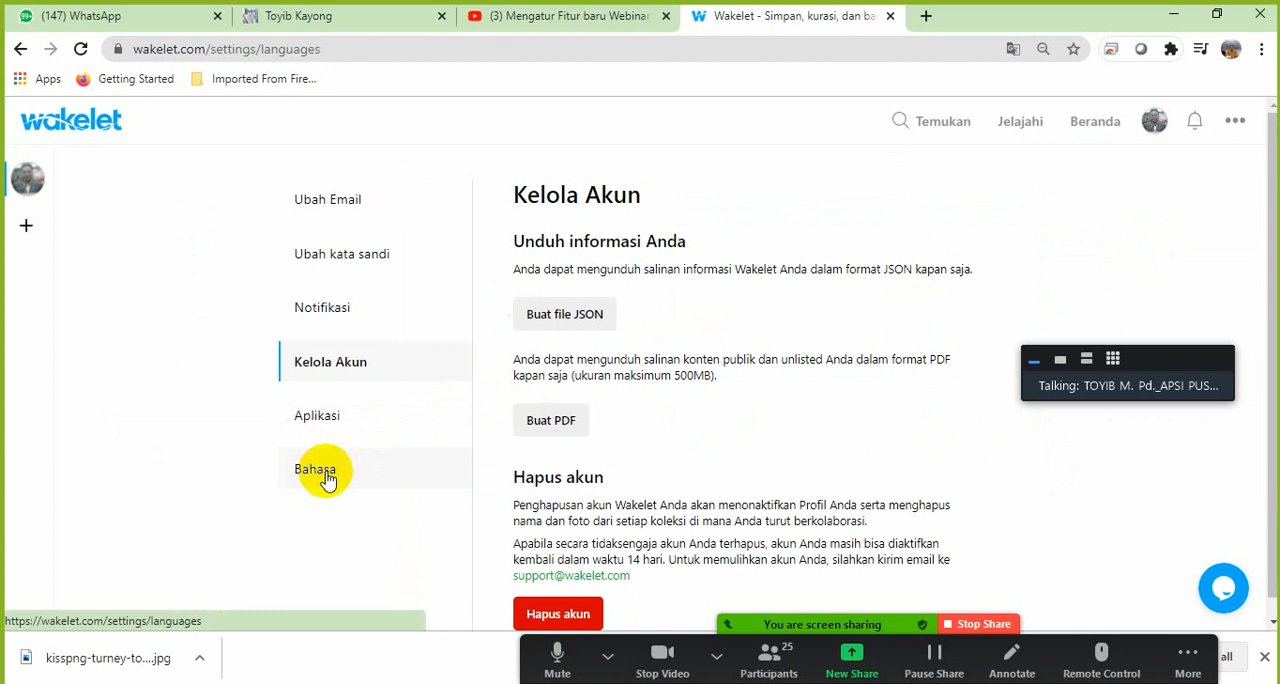 99+ (147) WhatsApp
Toyib Kayong
(3) Mengatur Fitur baru Webinar
Wakelet - Simpan, kurasi, dan ba
wakelet.com/settings/languages
Apps
Getting Started
Imported From Fire...
wakelet
Temukan
Jelajahi
Beranda
Ubah Email
Ubah kata sandi
Notifikasi
Kelola Akun
Aplikasi
Bahasa
Kelola Akun
Unduh informasi Anda
Anda dapat mengunduh salinan informasi Wakelet Anda dalam format JSON kapan saja.
Buat file JSON
Anda dapat mengunduh salinan konten publik dan unlisted Anda dalam format PDF
kapan saja (ukuran maksimum 500MB).
Buat PDF
Hapus akun
Penghapusan akun Wakelet Anda akan menonaktifkan Profil Anda serta menghapus
nama dan foto dari setiap koleksi di mana Anda turut berkolaborasi.
Apabila secara tidaksengaja akun Anda terhapus, akun Anda masih bisa diaktifkan
kembali dalam waktu 14 hari. Untuk memulihkan akun Anda, silahkan kirim email ke
support@wakelet.com
Hapus akun
Talking: TOYIB M. Pd._APSI PUS...
https://wakelet.com/settings/languages
You are screen sharing
Stop Share
kisspng-turney-to....jpg
Mute
Stop Video
Participants
25
New Share
Pause Share
Annotate
Remote Control
More
all